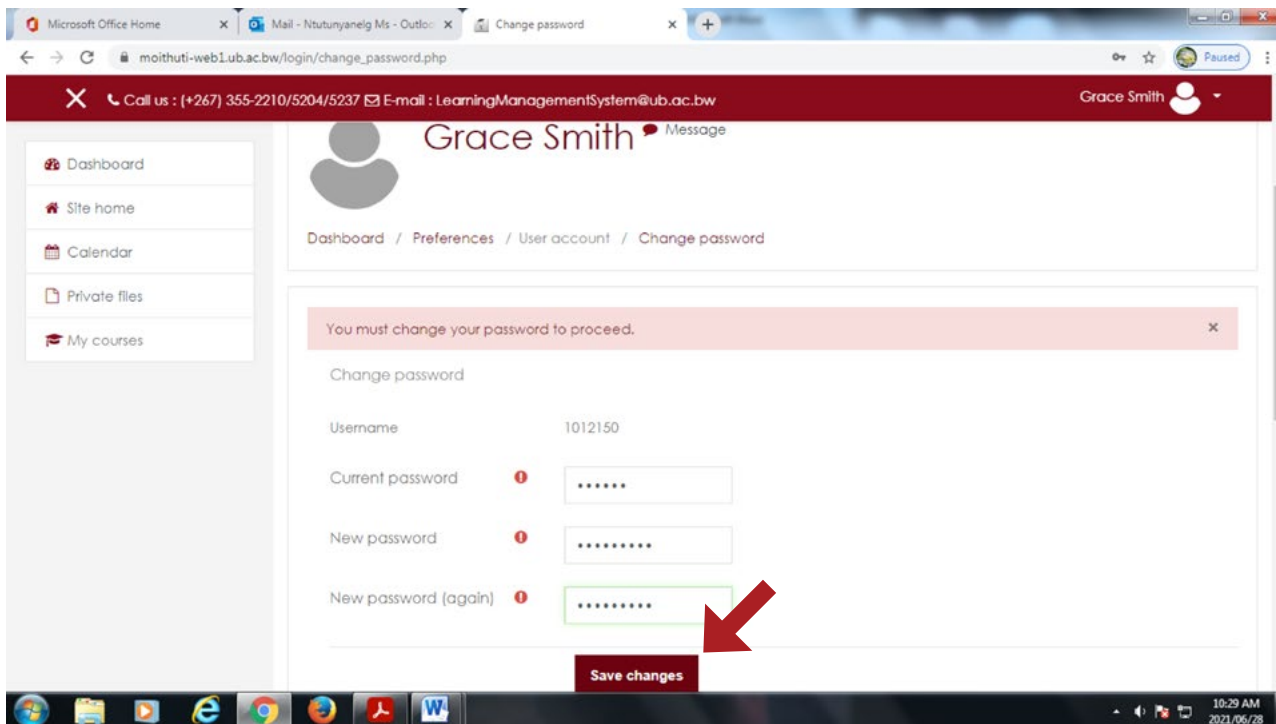 Microsoft Office Home
Mail - Ntutunyanelg Ms - Outloo
Change password
moithuti-web1.ub.ac.bw/login/change_password.php
Paused
Call us : (+267) 355-2210/5204/5237 E-mail : LearningManagementSystem@ub.ac.bw
Grace Smith
Grace Smith Message
Dashboard
Site home
Calendar
Private files
My courses
Dashboard / Preferences / User account / Change password
You must change your password to proceed.
Change password
Username 1012150
Current password
New password
New password (again)
Save changes
10:29 AM
2021/06/28